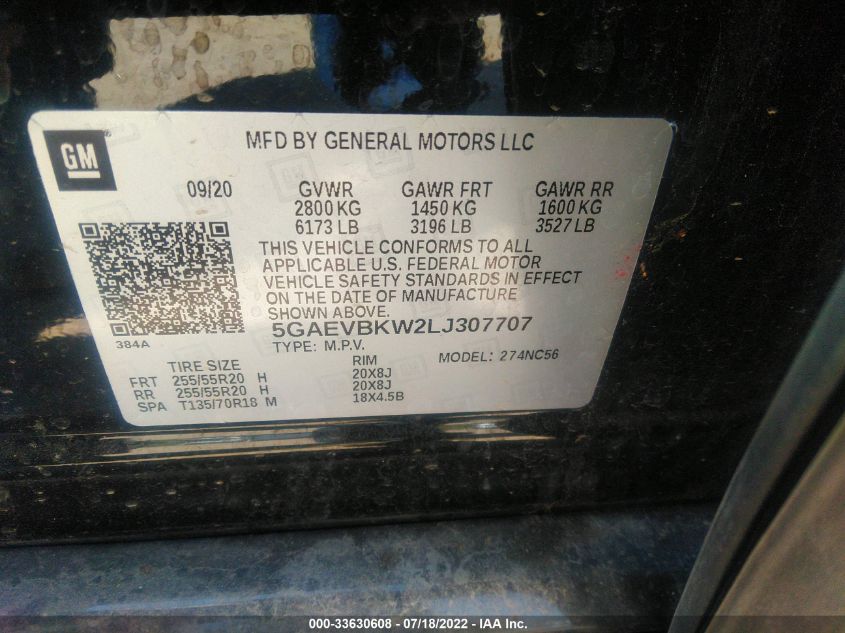 GM
MFD BY GENERAL MOTORS LLC
09/20 GVWR GAWR FRT GAWR RR
2800 KG 1450 KG 1600 KG
6173 LB 3196 LB 3527 LB
THIS VEHICLE CONFORMS TO ALL
APPLICABLE U.S. FEDERAL MOTOR
VEHICLE SAFETY STANDARDS IN EFFECT
ON THE DATE OF MANUFACTURE
SHOWN ABOVE.
384A
5GAEVBKW2LJ307707
TYPE: M.P.V. MODEL: 274NC56
TIRE SIZE RIM
FRT 255/55R20 H 20X8J
RR 255/55R20 H 20X8J
SPA T135/70R18 M 18X4.5B
000-33630608 - 07/18/2022 - IAA Inc.